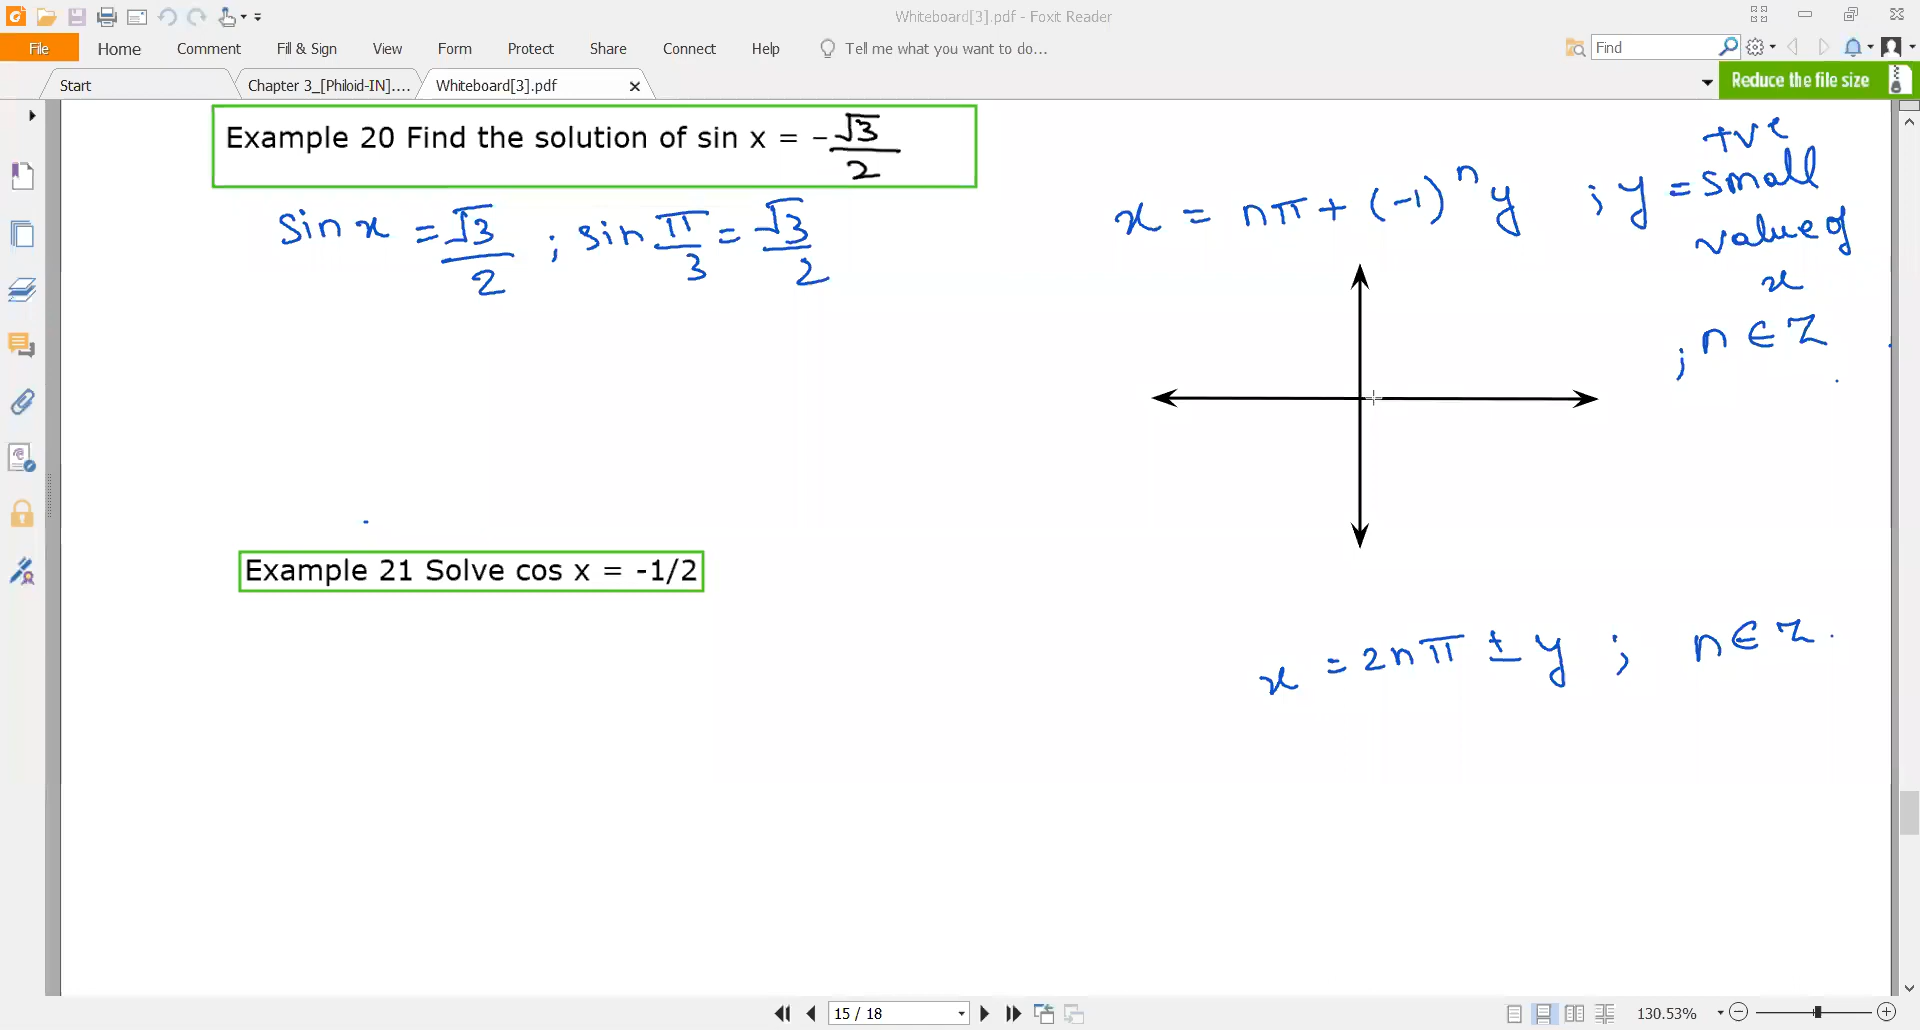 Whiteboard[3].pdf - Foxit Reader
File Home Comment Fill & Sign View Form Protect Share Connect Help Tell me what you want to do... Find
Start Chapter 3_[Philoid-IN].... Whiteboard[3].pdf Reduce the file size
Example 20 Find the solution of sin x = -√3/2
sin x = √3/2 ; sin π/3 = √3/2
x = nπ + (-1)^n y ; y = +ve
small
value of
x
; n ∈ Z
Example 21 Solve cos x = -1/2
x = 2nπ ± y ; n ∈ Z.
15 / 18 130.53%